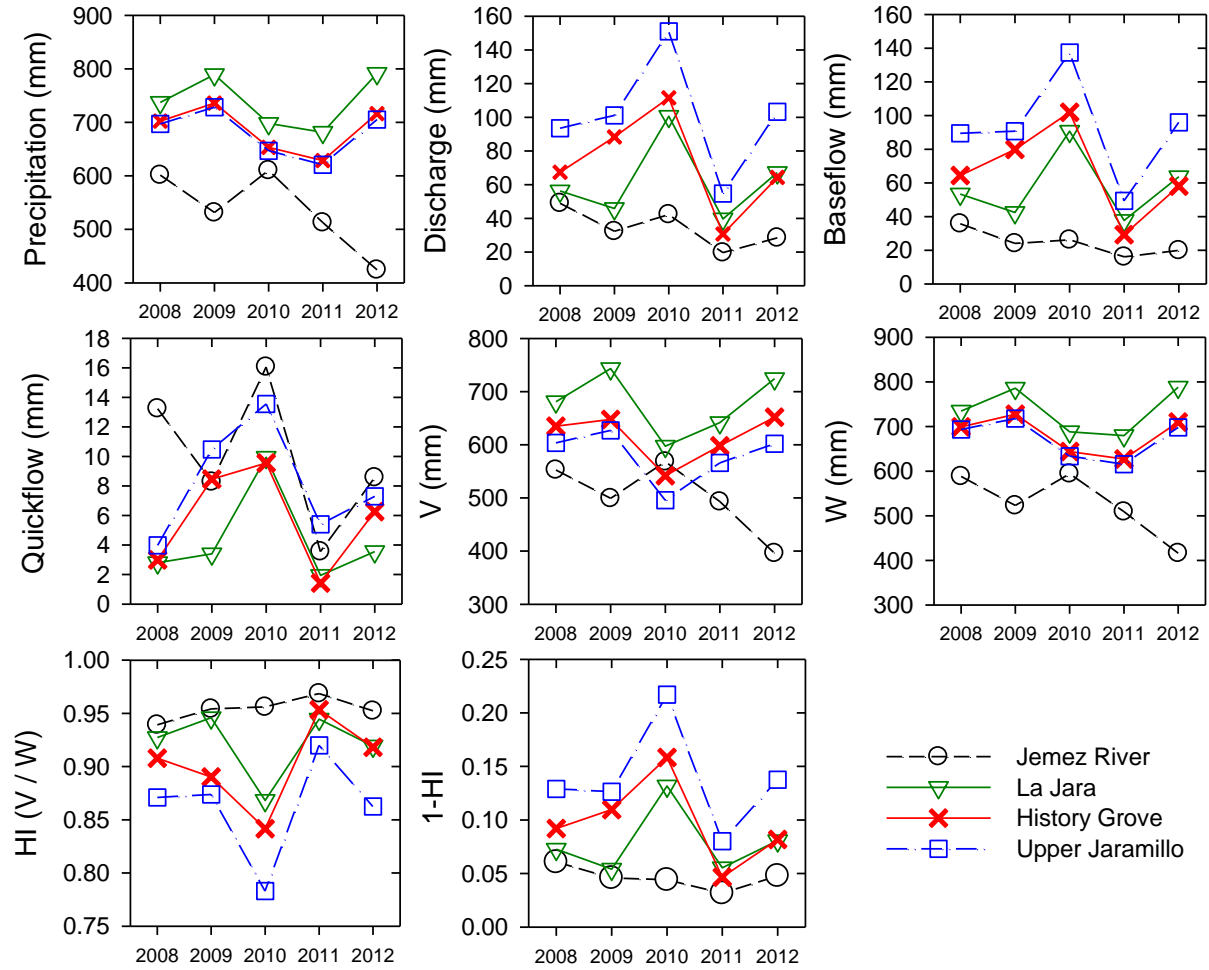 Precipitation (mm)
900
800
700
600
500
400
2008 2009 2010 2011 2012
Discharge (mm)
160
140
120
100
80
60
40
20
0
2008 2009 2010 2011 2012
Baseflow (mm)
160
140
120
100
80
60
40
20
0
2008 2009 2010 2011 2012
Quickflow (mm)
18
16
14
12
10
8
6
4
2
0
2008 2009 2010 2011 2012
V (mm)
800
700
600
500
400
300
2008 2009 2010 2011 2012
W (mm)
900
800
700
600
500
400
300
2008 2009 2010 2011 2012
HI (V / W)
1.00
0.95
0.90
0.85
0.80
0.75
2008 2009 2010 2011 2012
1-HI
0.25
0.20
0.15
0.10
0.05
0.00
2008 2009 2010 2011 2012
Jemez River
La Jara
History Grove
Upper Jaramillo